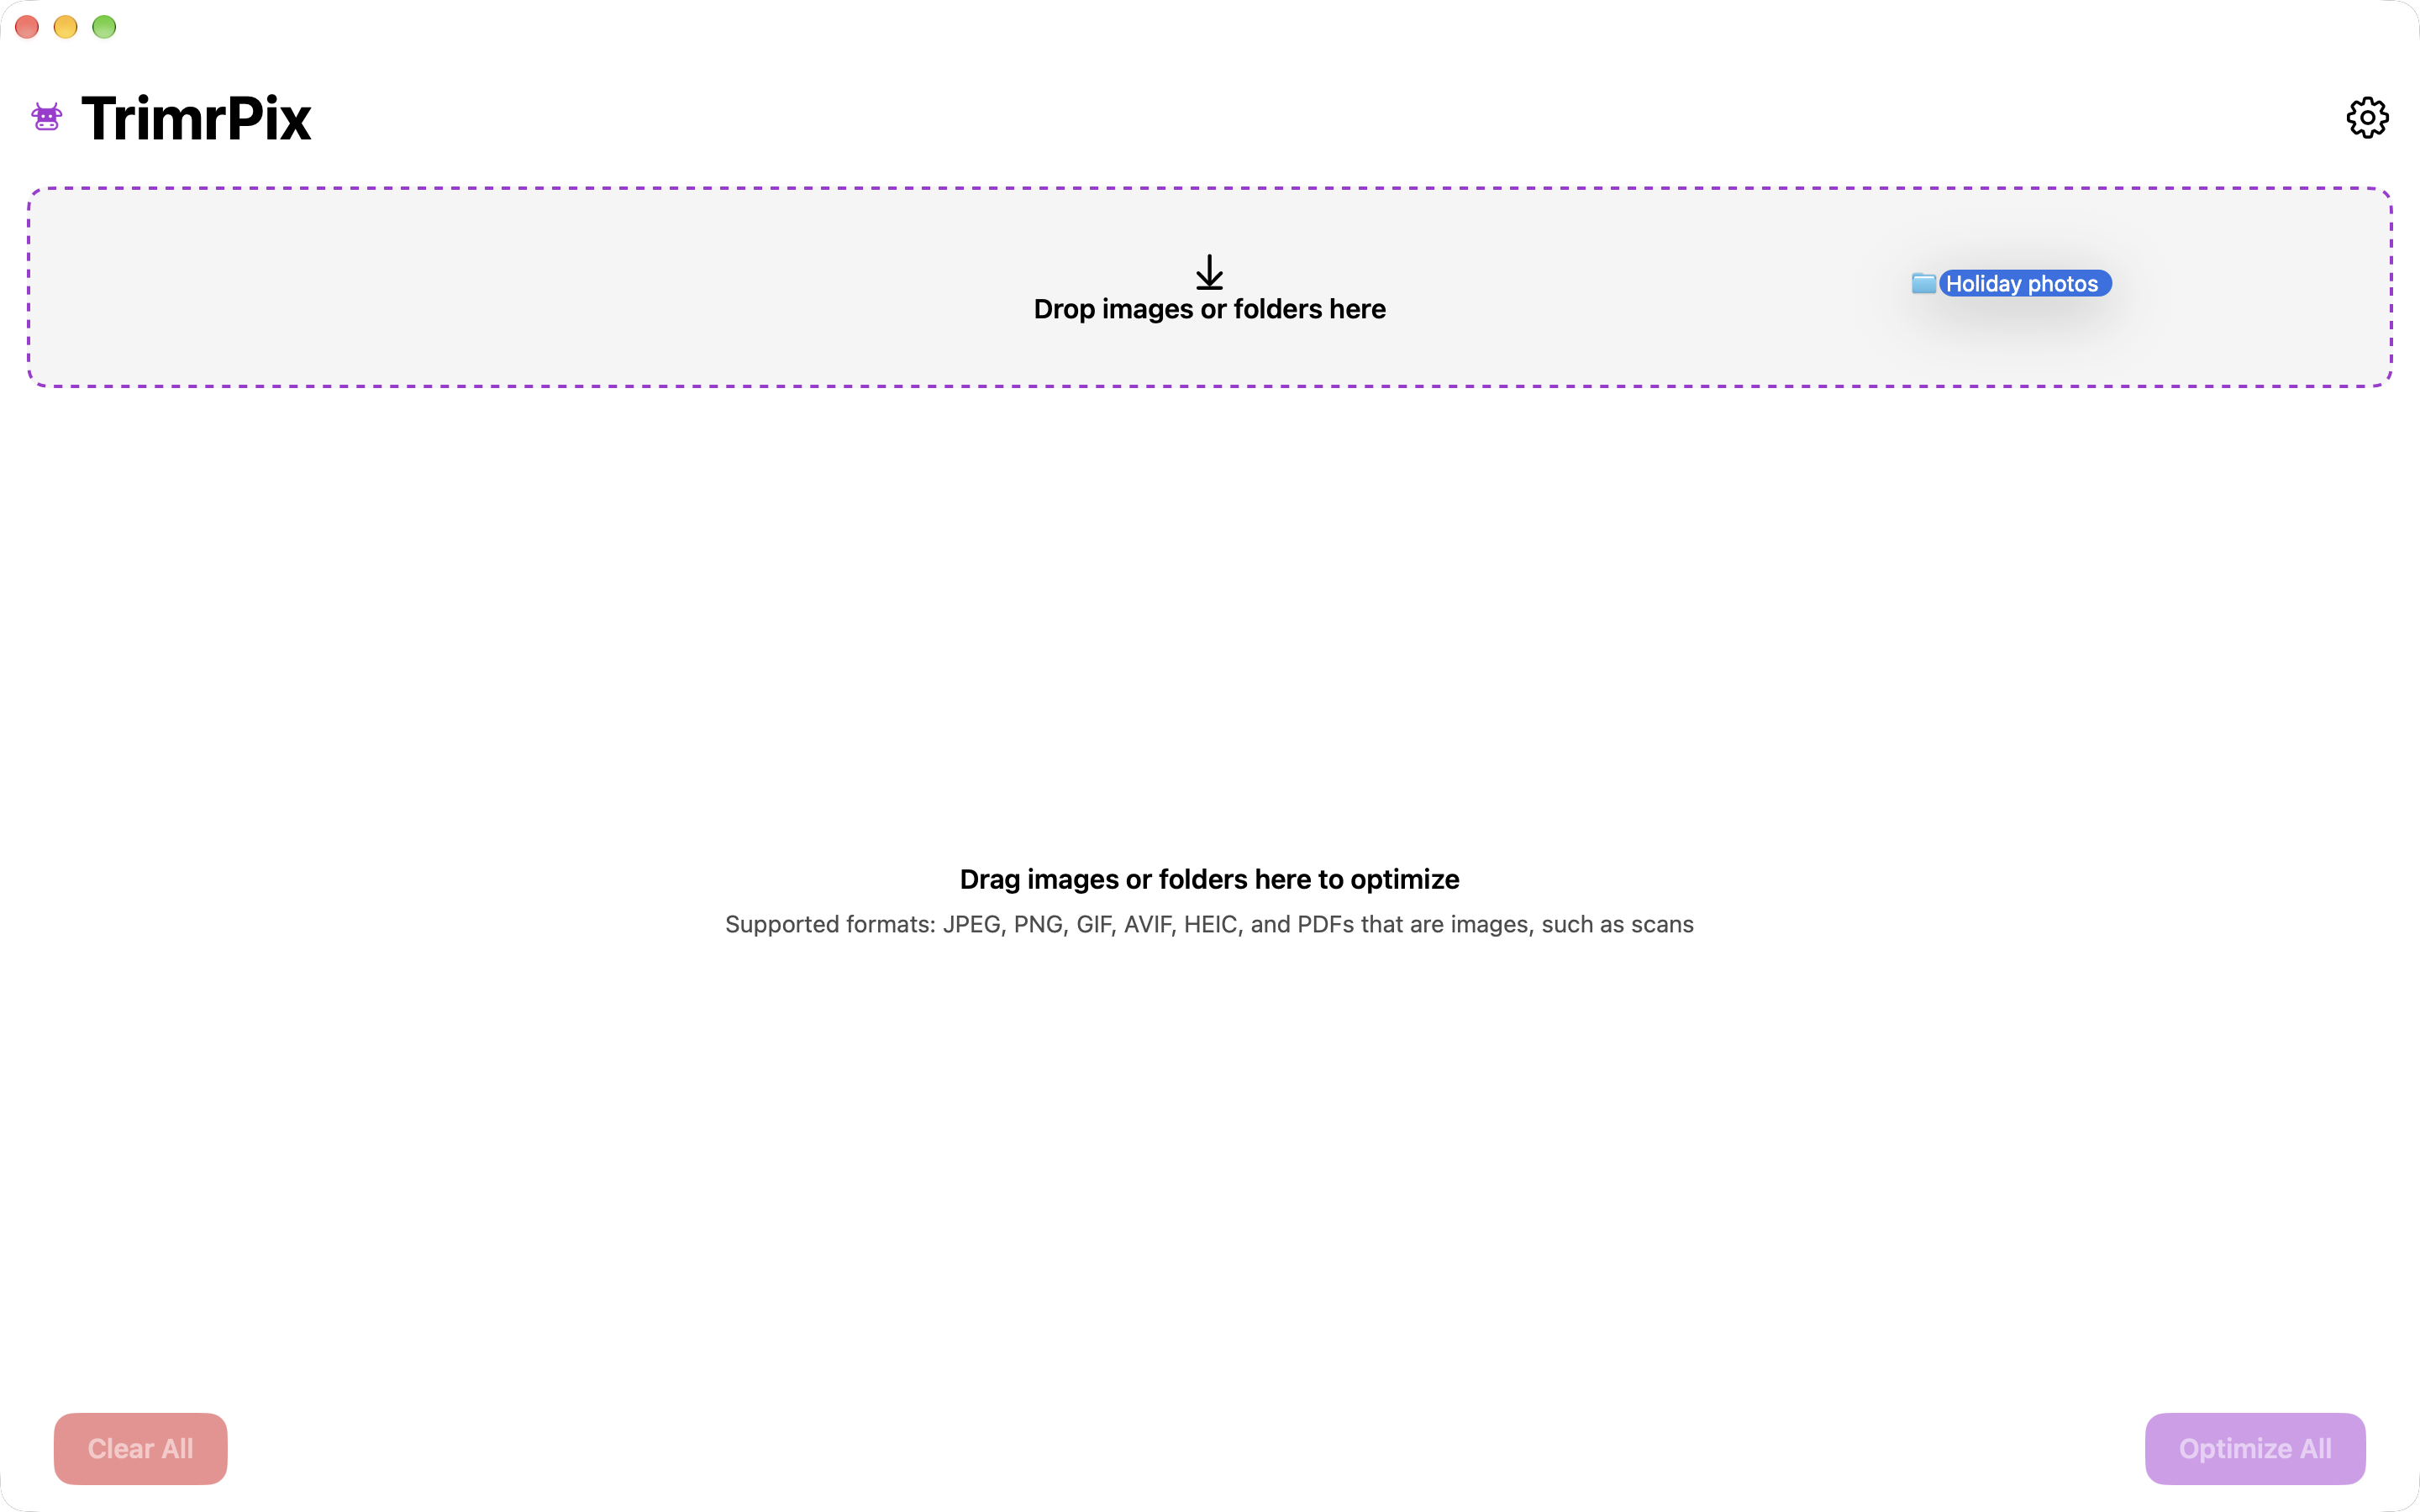 TrimrPix
Drop images or folders here
Holiday photos
Drag images or folders here to optimize
Supported formats: JPEG, PNG, GIF, AVIF, HEIC, and PDFs that are images, such as scans
Clear All
Optimize All